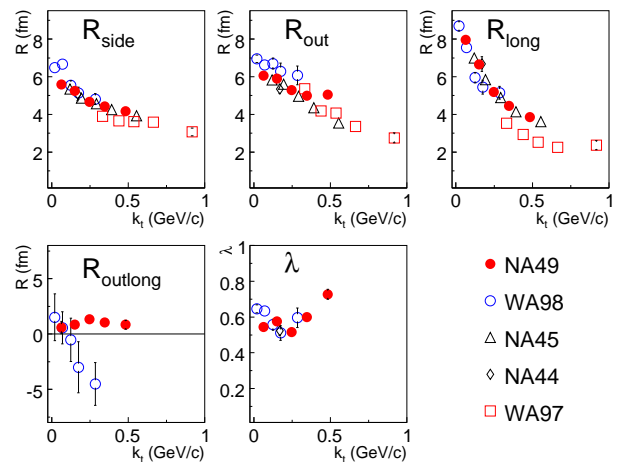 R (fm)
R_side
8
6
4
2
0
0.5
1
k_t (GeV/c)
R (fm)
R_out
8
6
4
2
0
0.5
1
k_t (GeV/c)
R (fm)
R_long
8
6
4
2
0
0.5
1
k_t (GeV/c)
R (fm)
R_outlong
5
0
-5
0
0.5
1
k_t (GeV/c)
λ
λ
1
0.8
0.6
0.4
0.2
0
0.5
1
k_t (GeV/c)
NA49
WA98
NA45
NA44
WA97